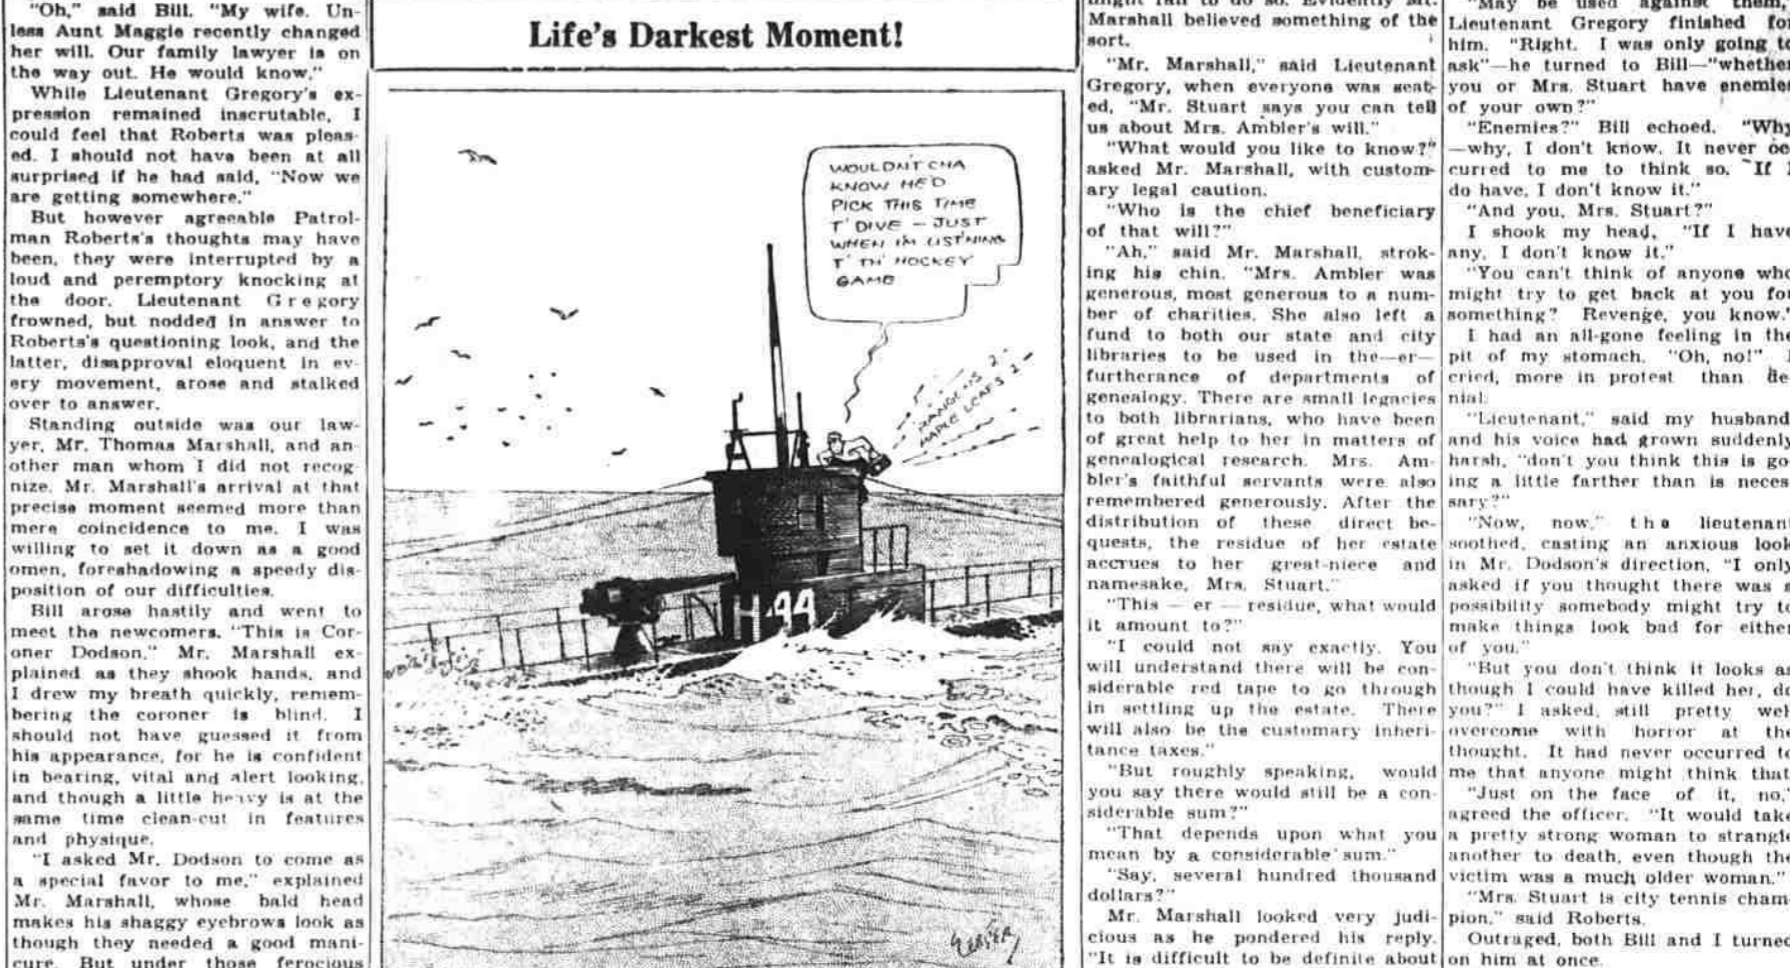 "Oh," said Bill. "My wife. Un-
less Aunt Maggie recently changed
her will. Our family lawyer is on
the way out. He would know."
While Lieutenant Gregory's ex-
pression remained inscrutable, I
could feel that Roberts was pleas-
ed. I should not have been at all
surprised if he had said, "Now we
are getting somewhere."
But however agreeable Patrol-
man Roberts's thoughts may have
been, they were interrupted by a
loud and peremptory knocking at
the door. Lieutenant Gregory
frowned, but nodded in answer to
Roberts's questioning look, and the
latter, disapproval eloquent in ev-
ery movement, arose and stalked
over to answer.
Standing outside was our law-
yer, Mr. Thomas Marshall, and an-
other man whom I did not recog-
nize. Mr. Marshall's arrival at that
precise moment seemed more than
mere coincidence to me. I was
willing to set it down as a good
omen, foreshadowing a speedy dis-
position of our difficulties.
Bill arose hastily and went to
meet the newcomers. "This is Cor-
oner Dodson," Mr. Marshall ex-
plained as they shook hands, and
I drew my breath quickly, remem-
bering the coroner is blind. I
should not have guessed it from
his appearance, for he is confident
in bearing, vital and alert looking,
and though a little heavy is at the
same time clean-cut in features
and physique.
"I asked Mr. Dodson to come as
a special favor to me," explained
Mr. Marshall, whose bald head
makes his shaggy eyebrows look as
though they needed a good mani-
cure. But under those ferocious
Life's Darkest Moment!
WOULDN'TCHA
KNOW HE'D
PICK THIS TIME
T' DIVE - JUST
WHEN IM LIST'NING
T' TH' HOCKEY
GAME
RANGERS 2 -
MAPLE LEAFS 2 -
H-44
might fail to do so. Evidently Mr.
Marshall believed something of the
sort.
"Mr. Marshall," said Lieutenant
Gregory, when everyone was seat-
ed, "Mr. Stuart says you can tell
us about Mrs. Ambler's will."
"What would you like to know?"
asked Mr. Marshall, with custom-
ary legal caution.
"Who is the chief beneficiary
of that will?"
"Ah," said Mr. Marshall, strok-
ing his chin. "Mrs. Ambler was
generous, most generous to a num-
ber of charities. She also left a
fund to both our state and city
libraries to be used in the—er—
furtherance of departments of
genealogy. There are small legacies
to both librarians, who have been
of great help to her in matters of
genealogical research. Mrs. Am-
bler's faithful servants were also
remembered generously. After the
distribution of these direct be-
quests, the residue of her estate
accrues to her great-niece and
namesake, Mrs. Stuart."
"This — er — residue, what would
it amount to?"
"I could not say exactly. You
will understand there will be con-
siderable red tape to go through
in settling up the estate. There
will also be the customary inheri-
tance taxes."
"But roughly speaking, would
you say there would still be a con-
siderable sum?"
"That depends upon what you
mean by a considerable sum."
"Say, several hundred thousand
dollars?"
Mr. Marshall looked very judi-
cious as he pondered his reply.
"It is difficult to be definite about
"May be used against them,"
Lieutenant Gregory finished for
him. "Right. I was only going to
ask"—he turned to Bill—"whether
you or Mrs. Stuart have enemies
of your own?"
"Enemies?" Bill echoed. "Why
—why, I don't know. It never oc-
curred to me to think so. If I
do have, I don't know it."
"And you, Mrs. Stuart?"
I shook my head, "If I have
any, I don't know it."
"You can't think of anyone who
might try to get back at you for
something? Revenge, you know."
I had an all-gone feeling in the
pit of my stomach. "Oh, no!" I
cried, more in protest than de-
nial.
"Lieutenant," said my husband,
and his voice had grown suddenly
harsh, "don't you think this is go-
ing a little farther than is neces-
sary?"
"Now, now," the lieutenant
soothed, casting an anxious look
in Mr. Dodson's direction, "I only
asked if you thought there was a
possibility somebody might try to
make things look bad for either
of you."
"But you don't think it looks as
though I could have killed her, do
you?" I asked, still pretty well
overcome with horror at the
thought. It had never occurred to
me that anyone might think that.
"Just on the face of it, no,"
agreed the officer. "It would take
a pretty strong woman to strangle
another to death, even though the
victim was a much older woman."
"Mrs. Stuart is city tennis cham-
pion," said Roberts.
Outraged, both Bill and I turned
on him at once.